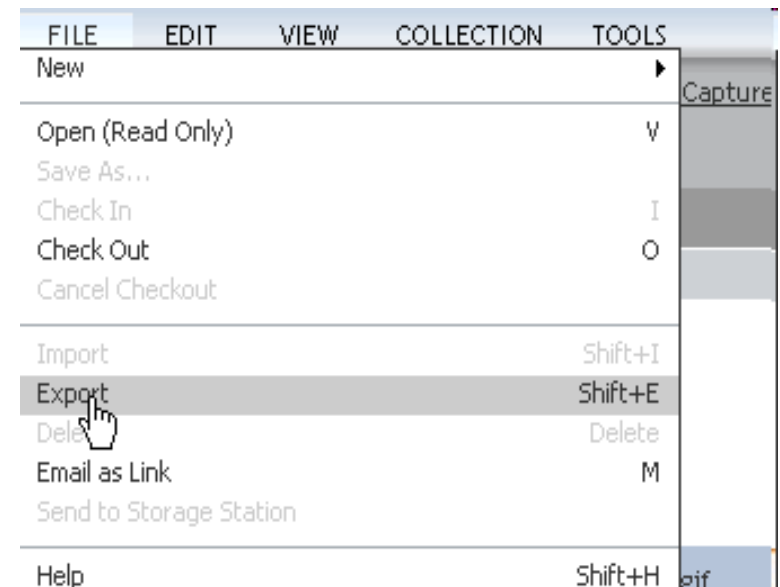 FILE EDIT VIEW COLLECTION TOOLS
New
Capture
Open (Read Only) V
Save As...
Check In I
Check Out O
Cancel Checkout
Import Shift+I
Export Shift+E
Delete
Email as Link M
Send to Storage Station
Help Shift+H
gif